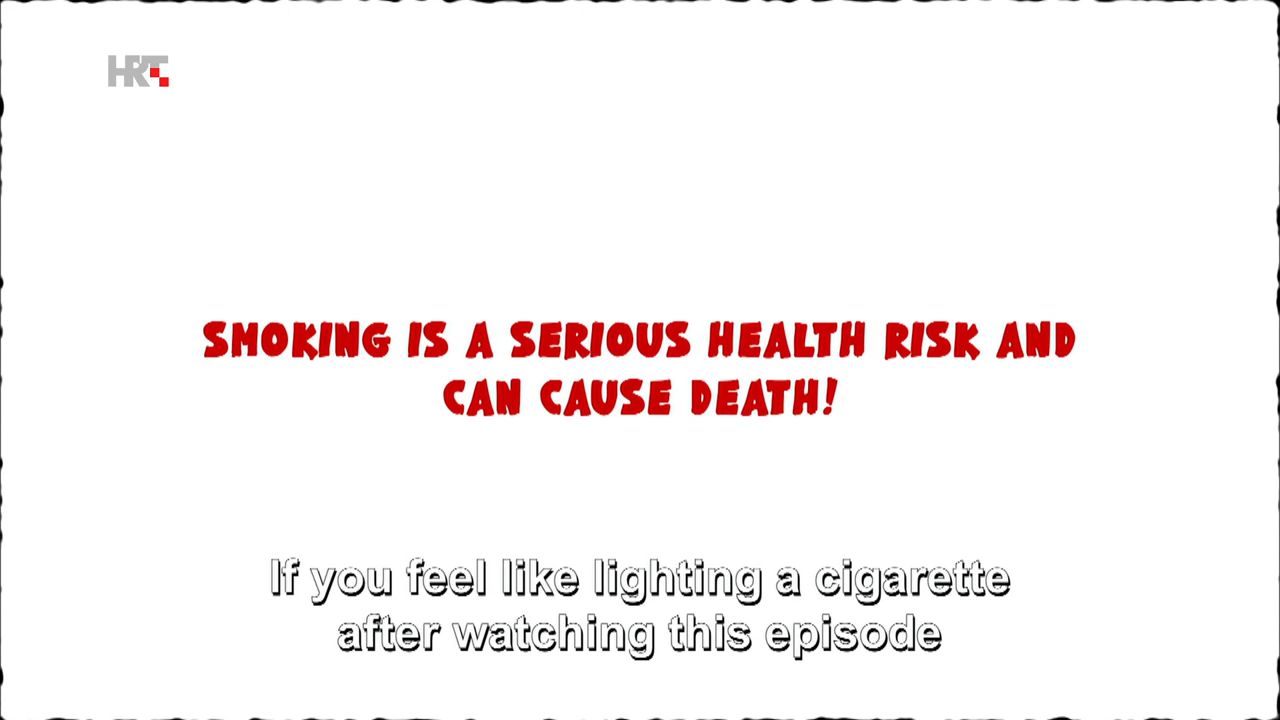 HRT
SMOKING IS A SERIOUS HEALTH RISK AND
CAN CAUSE DEATH!
If you feel like lighting a cigarette
after watching this episode